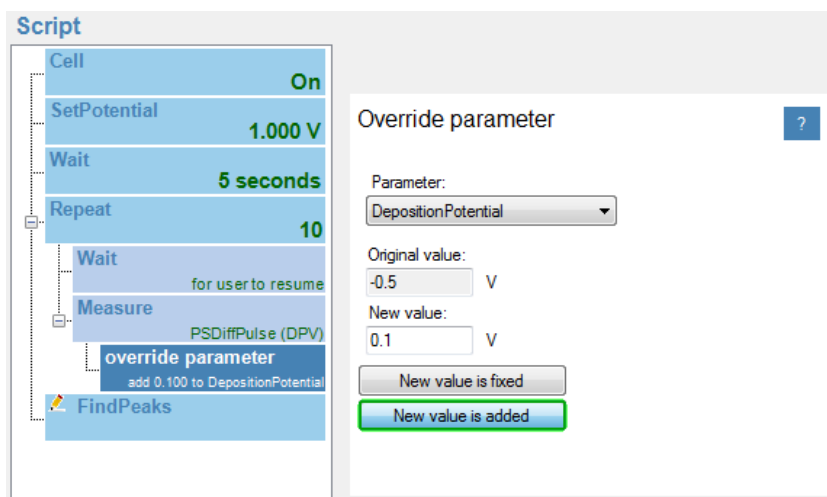 Script
Cell
On
SetPotential
1.000 V
Wait
5 seconds
Repeat
10
Wait
for user to resume
Measure
PSDiffPulse (DPV)
override parameter
add 0.100 to DepositionPotential
FindPeaks
Override parameter
?
Parameter:
DepositionPotential
Original value:
-0.5 V
New value:
0.1 V
New value is fixed
New value is added